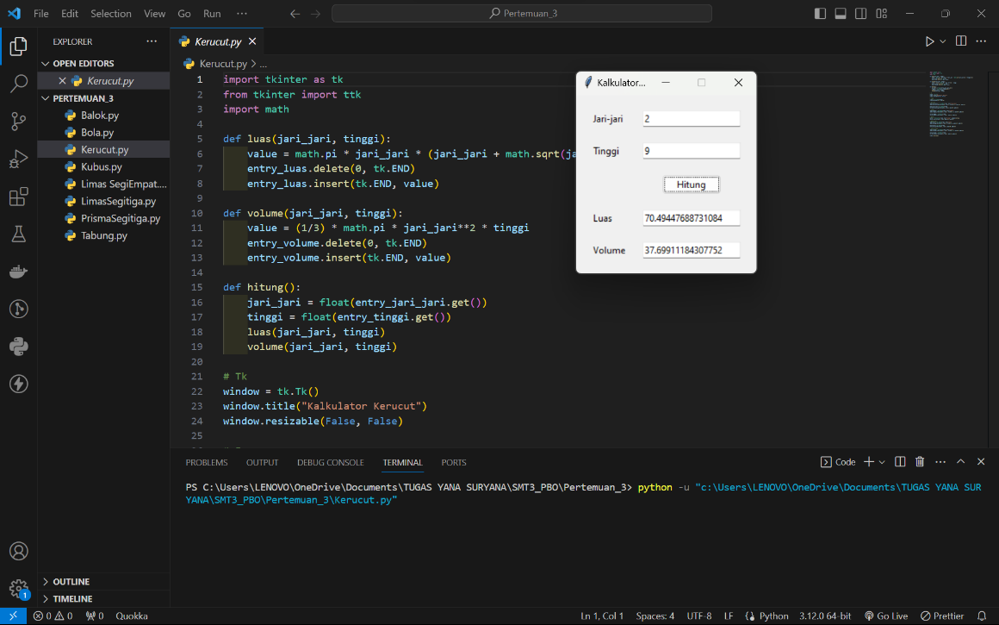 File Edit Selection View Go Run ··· Pertemuan_3
EXPLORER ···
OPEN EDITORS
Kerucut.py
PERTEMUAN_3
Balok.py
Bola.py
Kerucut.py
Kubus.py
Limas SegiEmpat....
LimasSegitiga.py
PrismaSegitiga.py
Tabung.py
OUTLINE
TIMELINE
Kerucut.py
Kerucut.py > ...
1 import tkinter as tk
2 from tkinter import ttk
3 import math
4
5 def luas(jari_jari, tinggi):
6 value = math.pi * jari_jari * (jari_jari + math.sqrt(ja
7 entry_luas.delete(0, tk.END)
8 entry_luas.insert(tk.END, value)
9
10 def volume(jari_jari, tinggi):
11 value = (1/3) * math.pi * jari_jari**2 * tinggi
12 entry_volume.delete(0, tk.END)
13 entry_volume.insert(tk.END, value)
14
15 def hitung():
16 jari_jari = float(entry_jari_jari.get())
17 tinggi = float(entry_tinggi.get())
18 luas(jari_jari, tinggi)
19 volume(jari_jari, tinggi)
20
21 # Tk
22 window = tk.Tk()
23 window.title("Kalkulator Kerucut")
24 window.resizable(False, False)
25
Kalkulator...
Jari-jari 2
Tinggi 9
Hitung
Luas 70.49447688731084
Volume 37.69911184307752
PROBLEMS OUTPUT DEBUG CONSOLE TERMINAL PORTS
Code
PS C:\Users\LENOVO\OneDrive\Documents\TUGAS YANA SURYANA\SMT3_PBO\Pertemuan_3> python -u "c:\Users\LENOVO\OneDrive\Documents\TUGAS YANA SUR
YANA\SMT3_PBO\Pertemuan_3\Kerucut.py"
1
0 0 0 Quokka Ln 1, Col 1 Spaces: 4 UTF-8 LF Python 3.12.0 64-bit Go Live Prettier